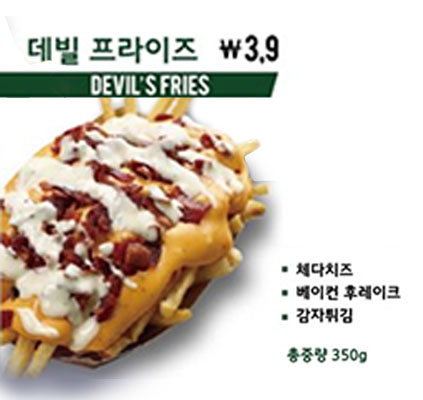 데빌 프라이즈 ₩3,9
DEVIL'S FRIES
▪ 체다치즈
▪ 베이컨 후레이크
▪ 감자튀김
총중량 350g